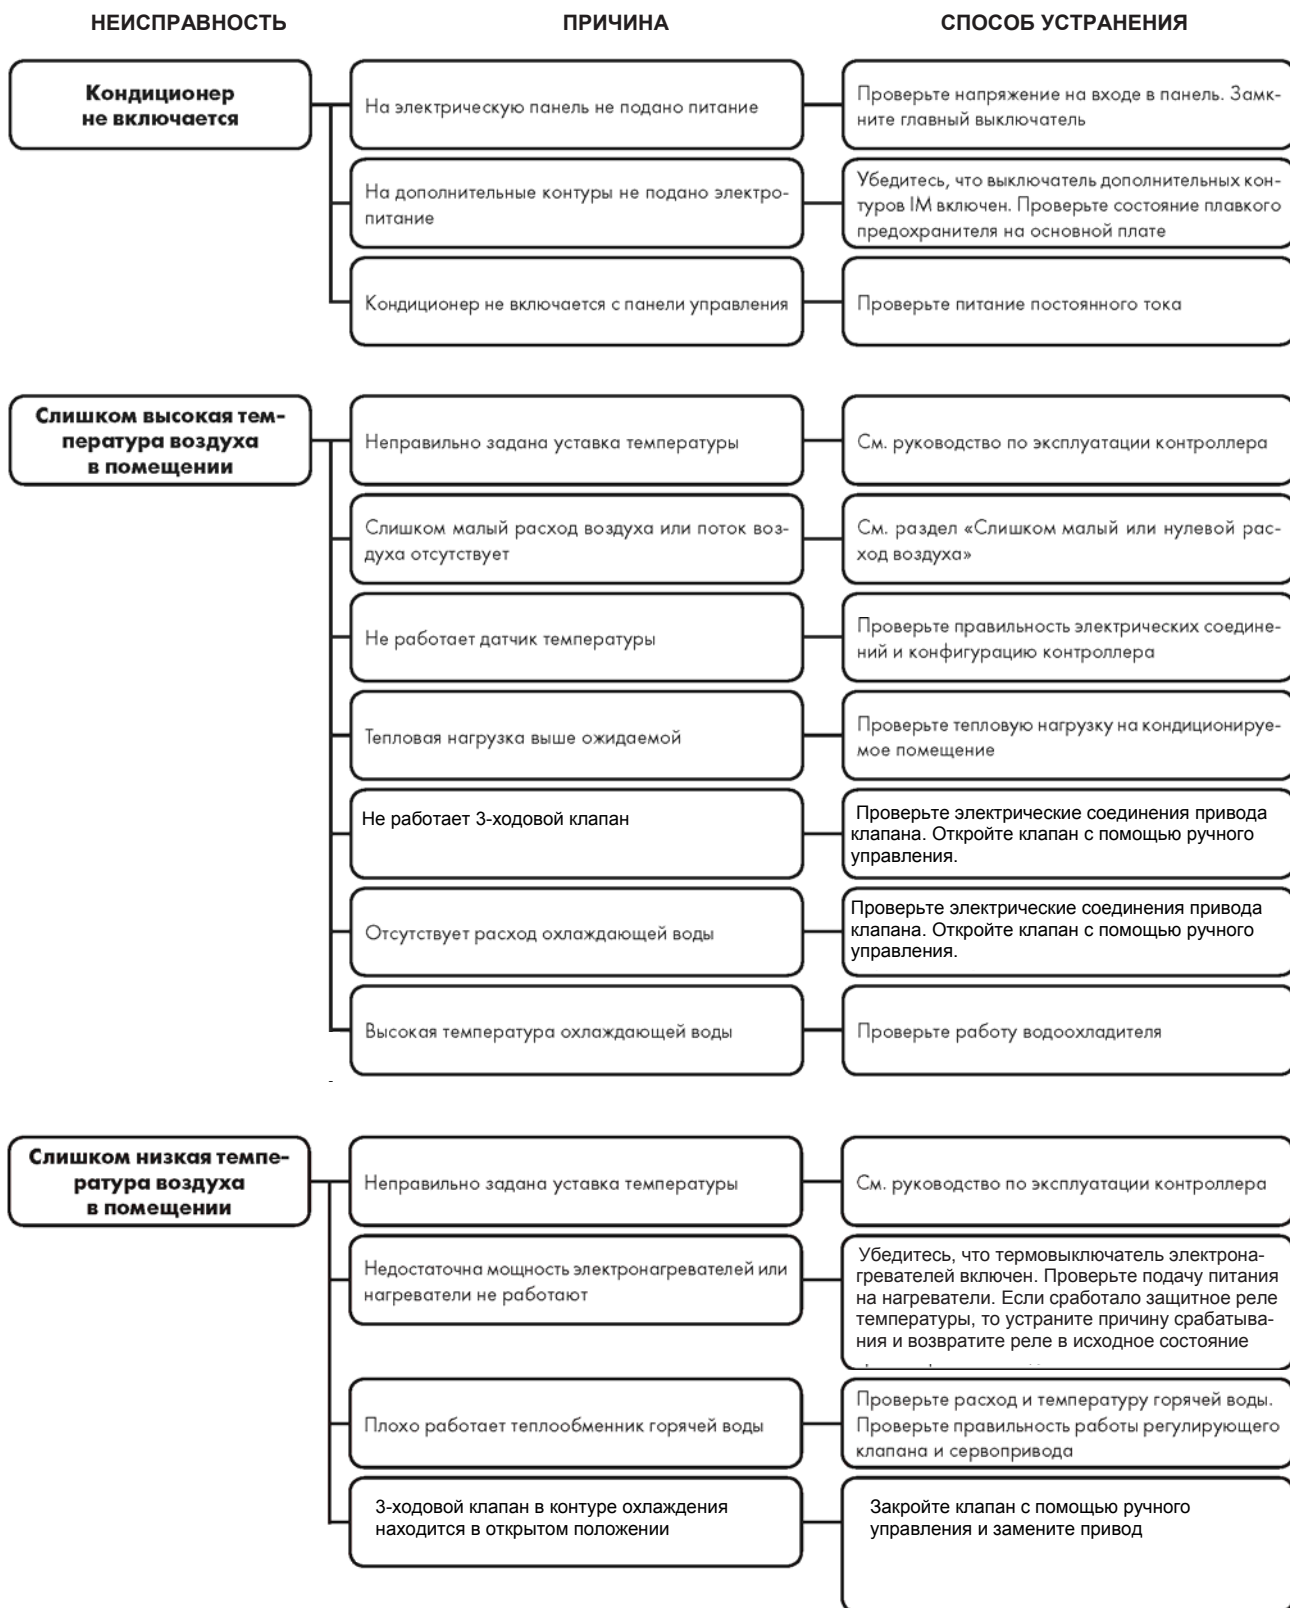 НЕИСПРАВНОСТЬ ПРИЧИНА СПОСОБ УСТРАНЕНИЯ
Кондиционер
не включается
На электрическую панель не подано питание
Проверьте напряжение на входе в панель. Замк-
ните главный выключатель
На дополнительные контуры не подано электро-
питание
Убедитесь, что выключатель дополнительных кон-
туров IM включен. Проверьте состояние плавкого
предохранителя на основной плате
Кондиционер не включается с панели управления
Проверьте питание постоянного тока
Слишком высокая тем-
пература воздуха
в помещении
Неправильно задана уставка температуры
См. руководство по эксплуатации контроллера
Слишком малый расход воздуха или поток воз-
духа отсутствует
См. раздел «Слишком малый или нулевой рас-
ход воздуха»
Не работает датчик температуры
Проверьте правильность электрических соедине-
ний и конфигурацию контроллера
Тепловая нагрузка выше ожидаемой
Проверьте тепловую нагрузку на кондиционируе-
мое помещение
Не работает 3-ходовой клапан
Проверьте электрические соединения привода
клапана. Откройте клапан с помощью ручного
управления.
Отсутствует расход охлаждающей воды
Проверьте электрические соединения привода
клапана. Откройте клапан с помощью ручного
управления.
Высокая температура охлаждающей воды
Проверьте работу водоохладителя
Слишком низкая темпе-
ратура воздуха
в помещении
Неправильно задана уставка температуры
См. руководство по эксплуатации контроллера
Недостаточна мощность электронагревателей или
нагреватели не работают
Убедитесь, что термовыключатель электрона-
гревателей включен. Проверьте подачу питания
на нагреватели. Если сработало защитное реле
температуры, то устраните причину срабатыва-
ния и возвратите реле в исходное состояние
Плохо работает теплообменник горячей воды
Проверьте расход и температуру горячей воды.
Проверьте правильность работы регулирующего
клапана и сервопривода
3-ходовой клапан в контуре охлаждения
находится в открытом положении
Закройте клапан с помощью ручного
управления и замените привод